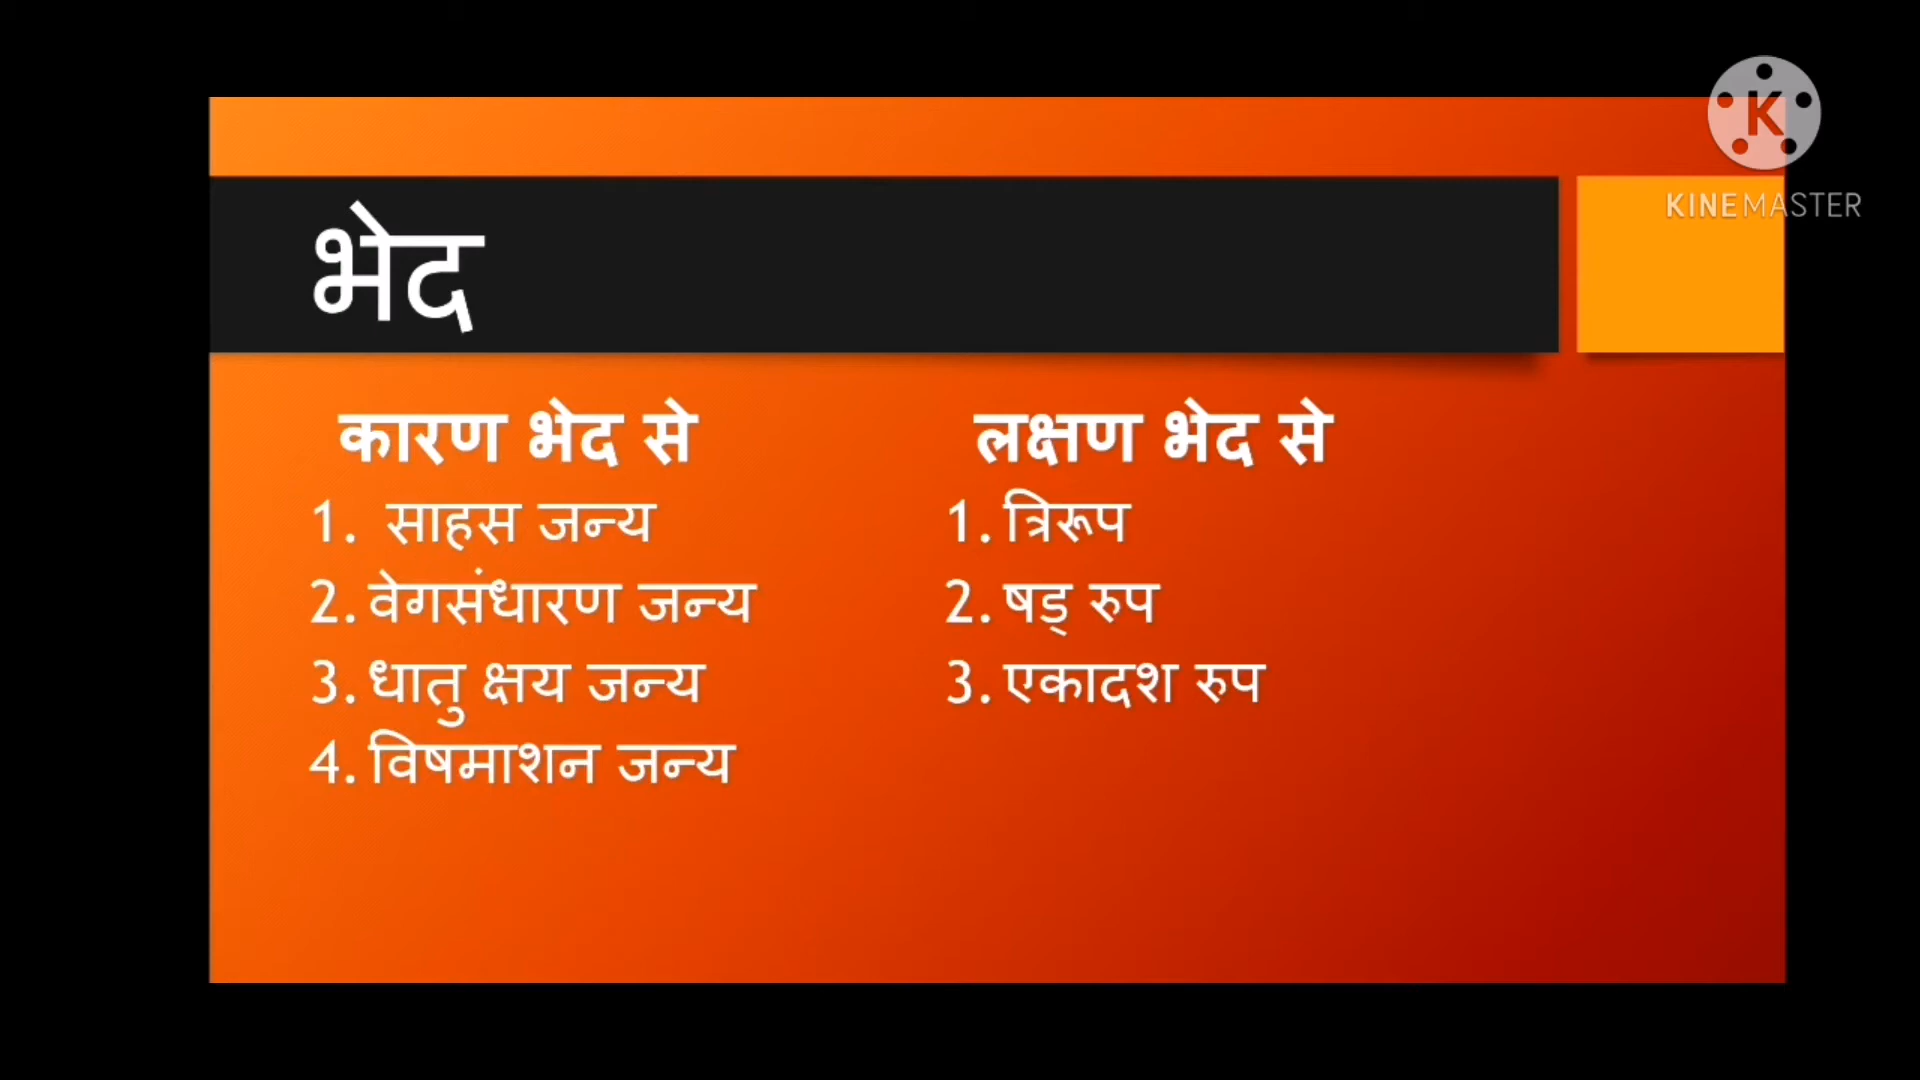 K
KINEMASTER
भेद
कारण भेद से
1. साहस जन्य
2. वेगसंधारण जन्य
3. धातु क्षय जन्य
4. विषमाशन जन्य
लक्षण भेद से
1. त्रिरूप
2. षड् रुप
3. एकादश रुप